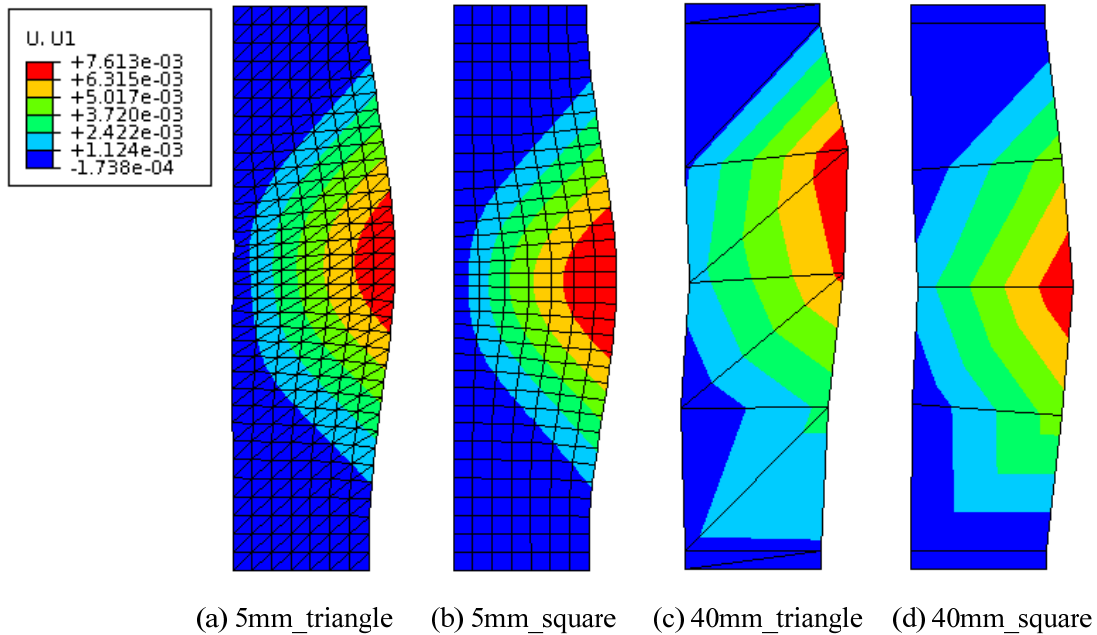 U, U1
+7.613e-03
+6.315e-03
+5.017e-03
+3.720e-03
+2.422e-03
+1.124e-03
-1.738e-04
(a) 5mm_triangle (b) 5mm_square (c) 40mm_triangle (d) 40mm_square